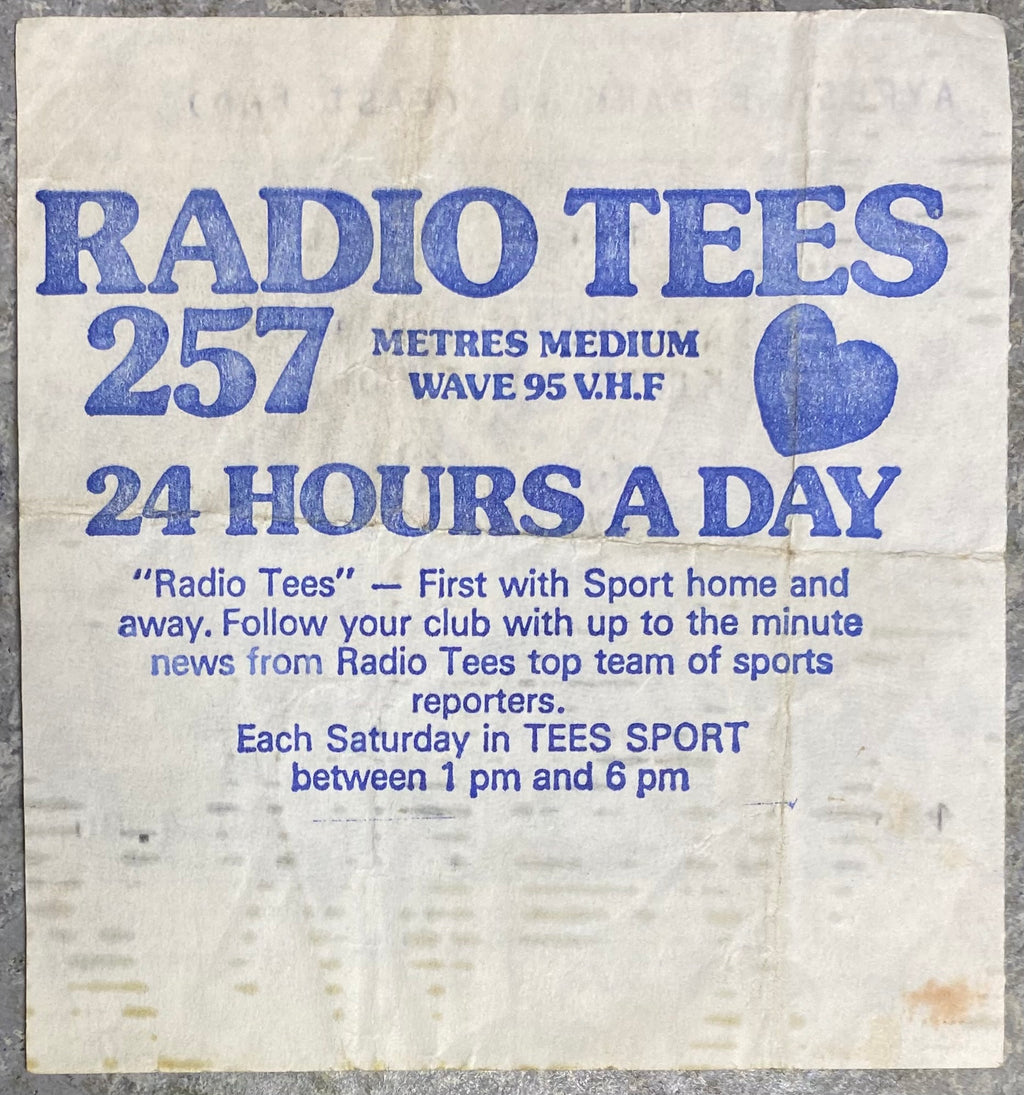 RADIO TEES
257 METRES MEDIUM
WAVE 95 V.H.F
24 HOURS A DAY
"Radio Tees" — First with Sport home and
away. Follow your club with up to the minute
news from Radio Tees top team of sports
reporters.
Each Saturday in TEES SPORT
between 1 pm and 6 pm